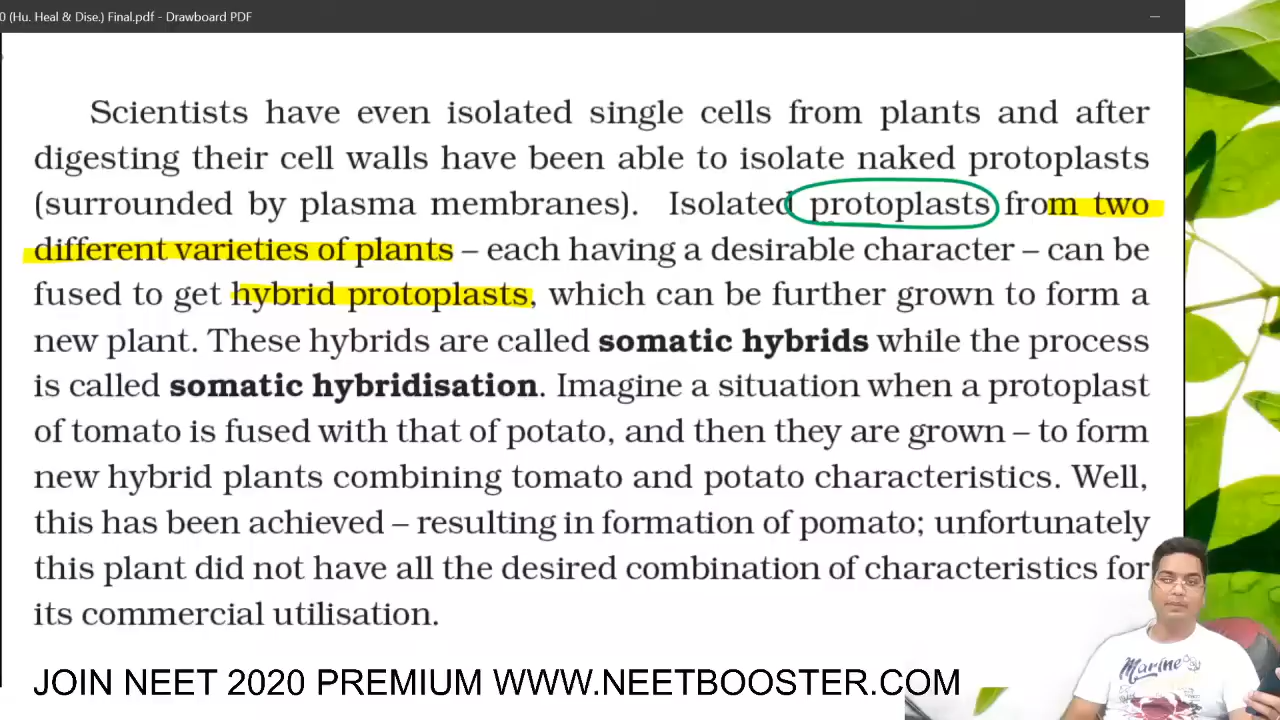 0 (Hu. Heal & Dise.) Final.pdf - Drawboard PDF
Scientists have even isolated single cells from plants and after
digesting their cell walls have been able to isolate naked protoplasts
(surrounded by plasma membranes). Isolated protoplasts from two
different varieties of plants – each having a desirable character – can be
fused to get hybrid protoplasts, which can be further grown to form a
new plant. These hybrids are called somatic hybrids while the process
is called somatic hybridisation. Imagine a situation when a protoplast
of tomato is fused with that of potato, and then they are grown – to form
new hybrid plants combining tomato and potato characteristics. Well,
this has been achieved – resulting in formation of pomato; unfortunately
this plant did not have all the desired combination of characteristics for
its commercial utilisation.
JOIN NEET 2020 PREMIUM WWW.NEETBOOSTER.COM
Marine